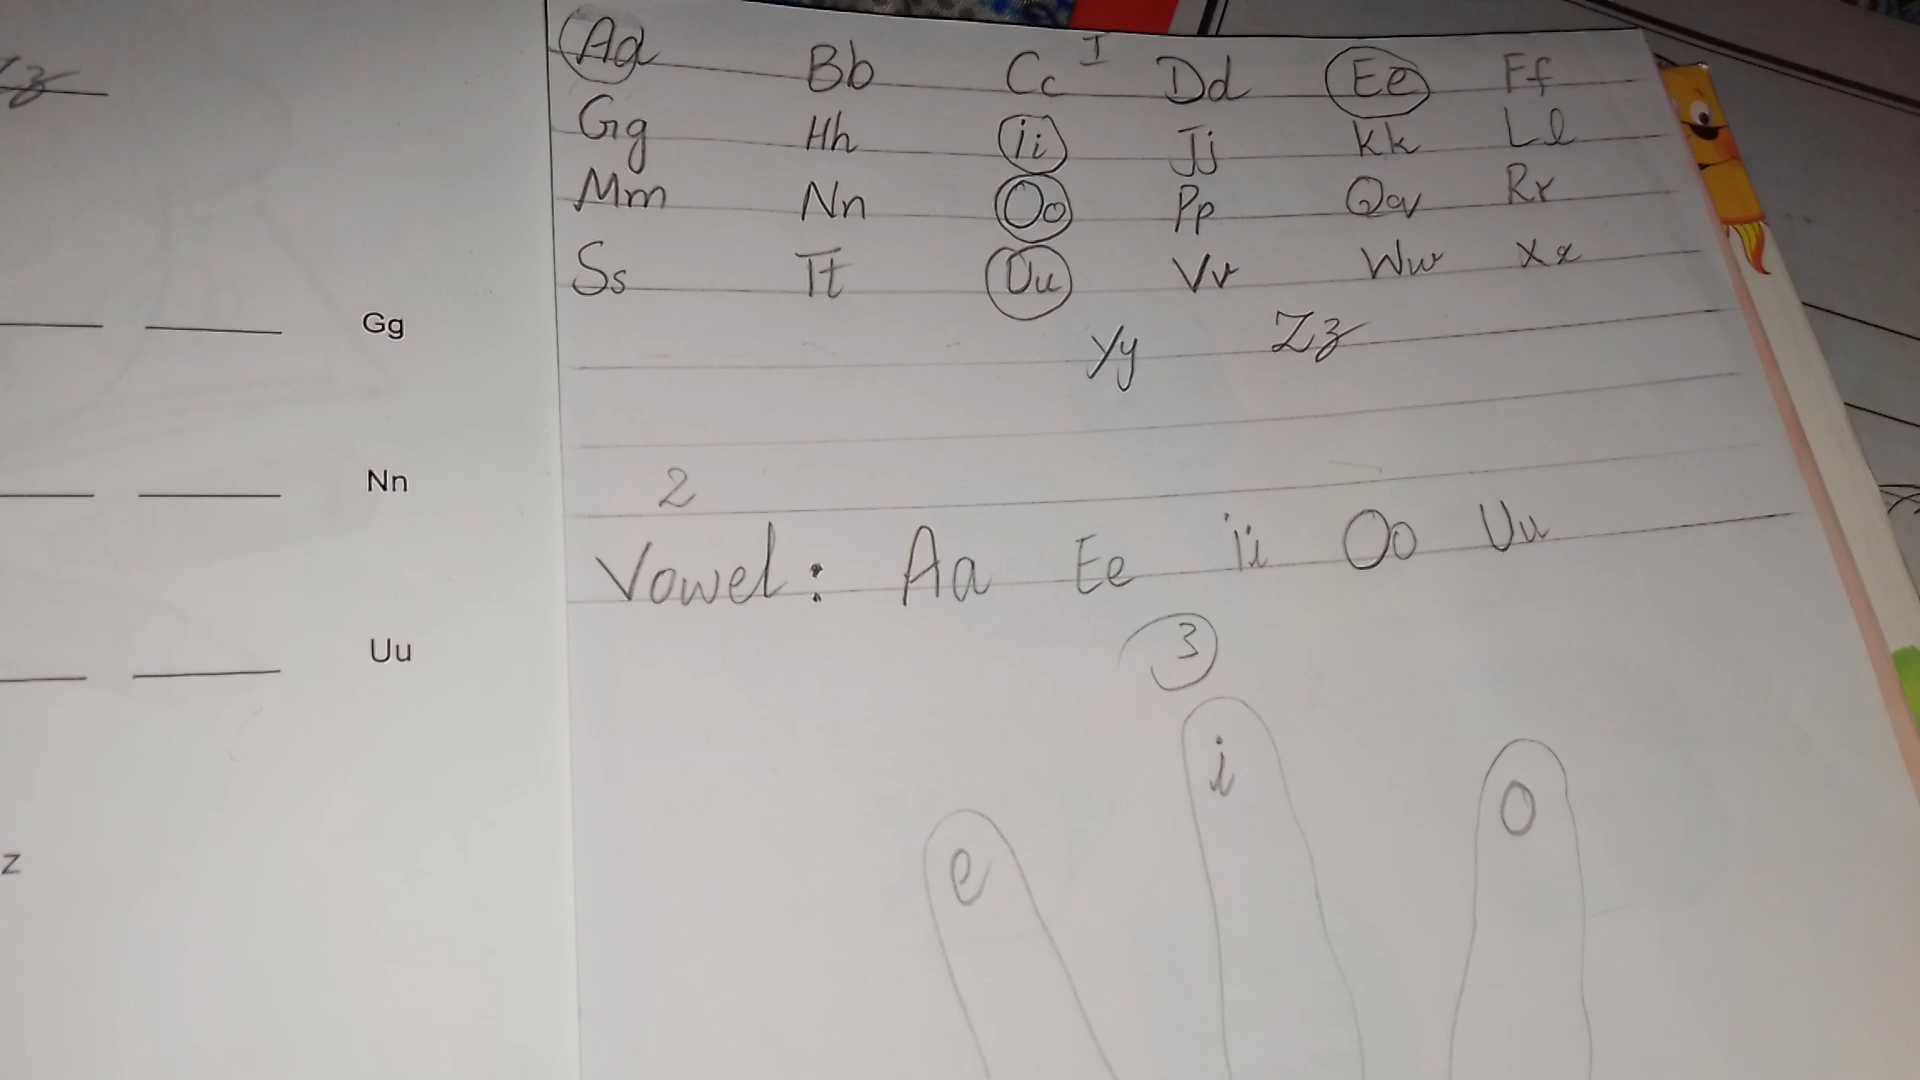 Zz
Gg
Nn
Uu
z
I
Aa Bb Cc Dd Ee Ff
Gg Hh ii Jj Kk Ll
Mm Nn Oo Pp Qq Rr
Ss Tt Uu Vv Ww Xx
Yy Zz
2
Vowel: Aa Ee ii Oo Uu
3
e i o